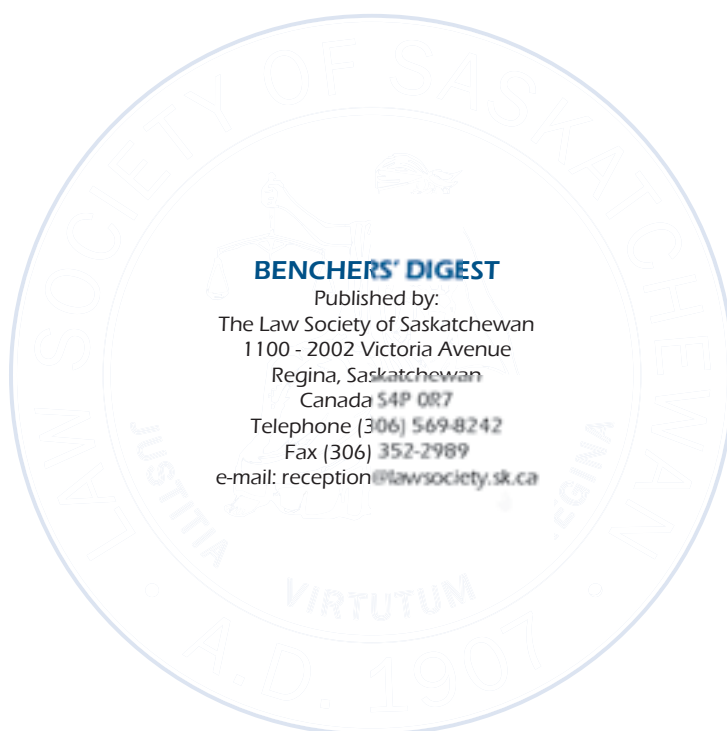 LAW SOCIETY OF SASKATCHEWAN
BENCHERS' DIGEST
Published by:
The Law Society of Saskatchewan
1100 - 2002 Victoria Avenue
Regina, Saskatchewan
Canada S4P 0R7
Telephone (306) 569-8242
Fax (306) 352-2989
e-mail: reception@lawsociety.sk.ca
JUSTITIA VIRTUTUM
A.D. 1907